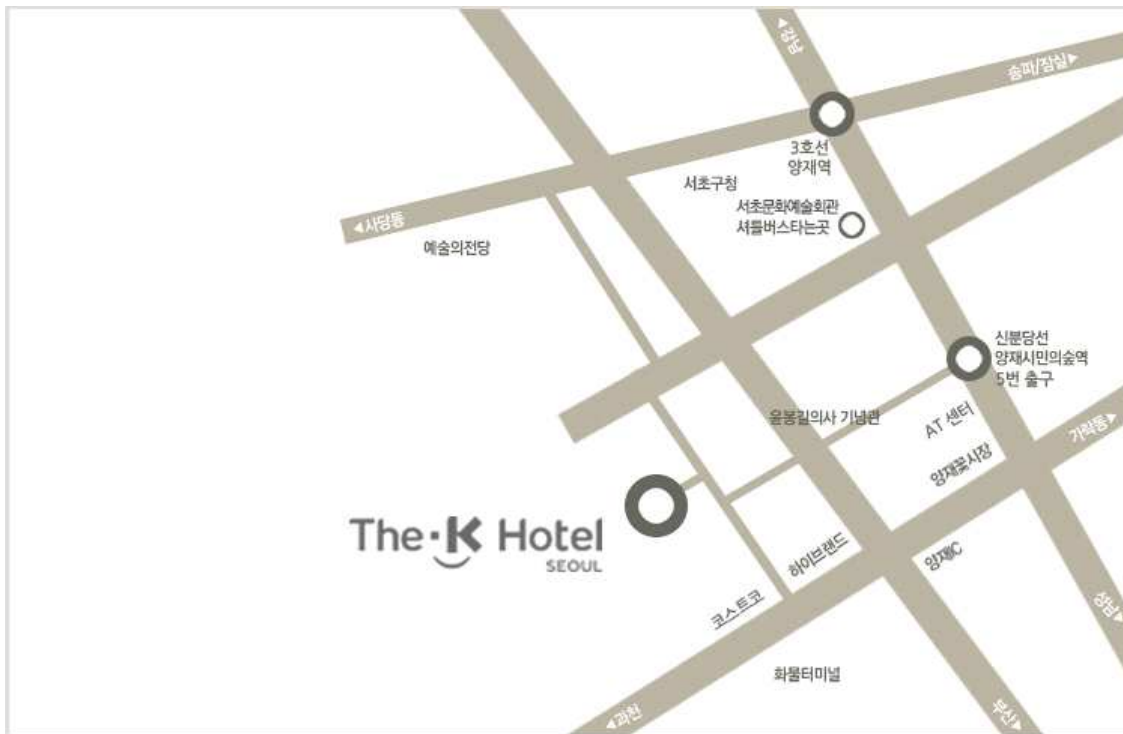 ◀강남
송파/잠실▶
3호선
양재역
서초구청
서초문화예술회관
셔틀버스타는곳
◀사당동
예술의전당
신분당선
양재시민의숲역
5번 출구
윤봉길의사 기념관
AT 센터
가락동▶
양재꽃시장
The·K Hotel
SEOUL
하이브랜드
양재IC
코스트코
성남▶
화물터미널
◀과천
부산▶